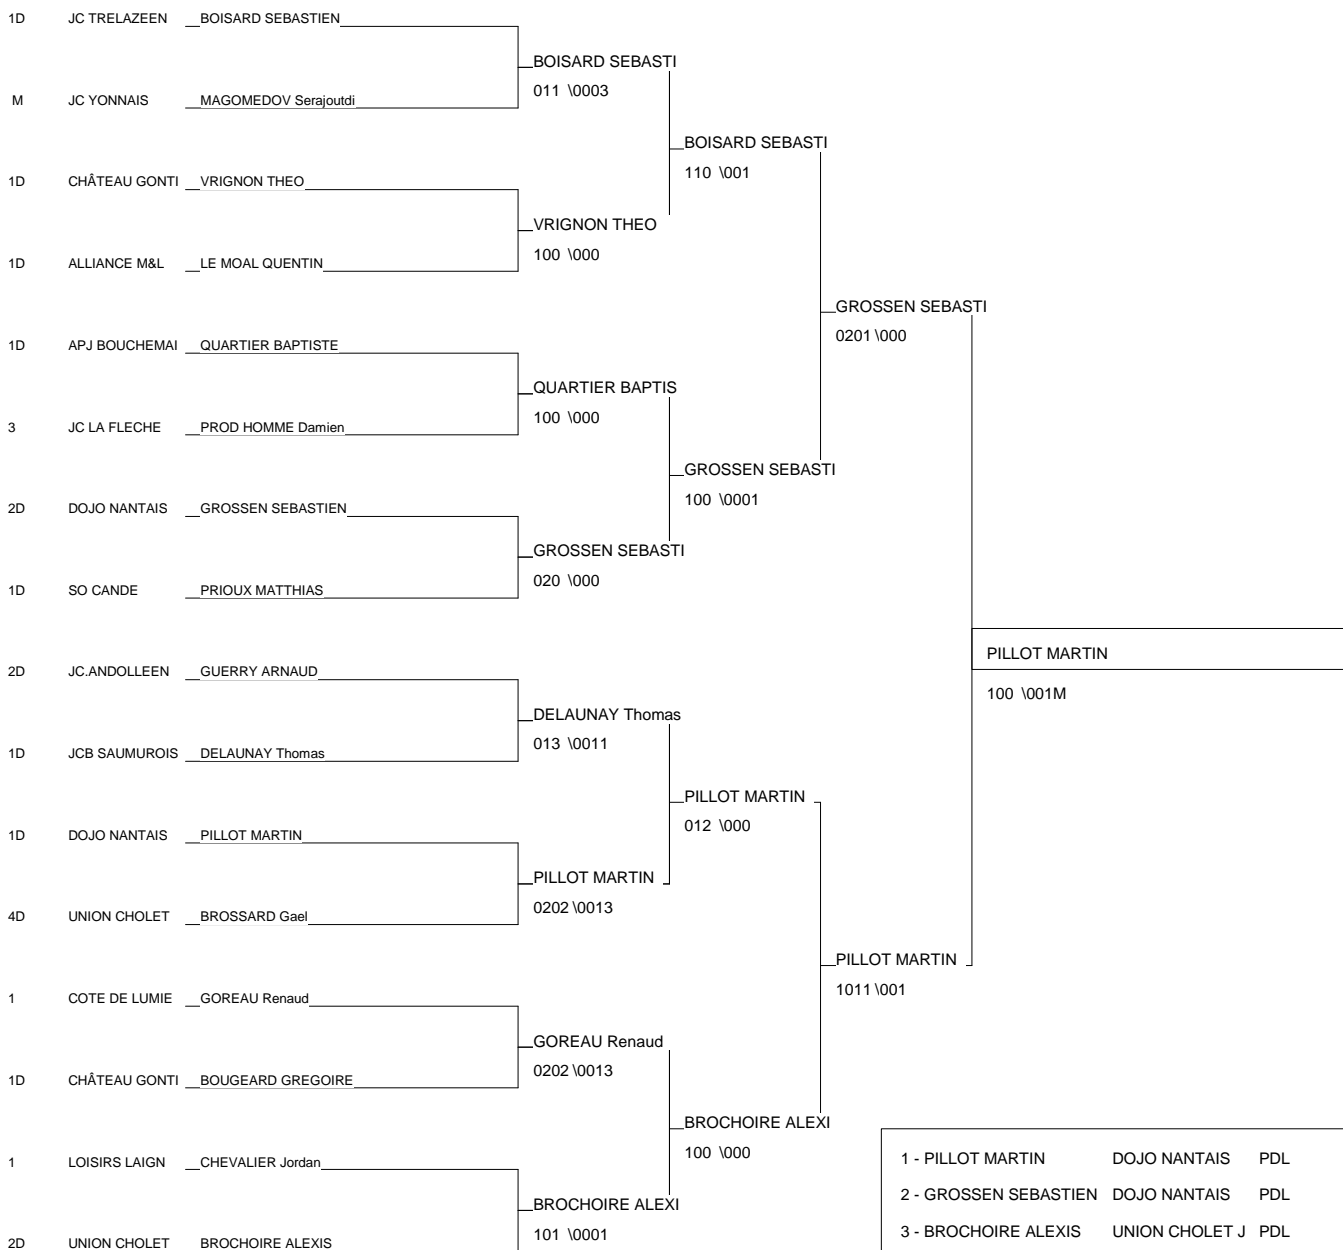 1D JC TRELAZEEN BOISARD SEBASTIEN
BOISARD SEBASTI
011 \0003
M JC YONNAIS MAGOMEDOV Serajoutdi
BOISARD SEBASTI
110 \001
1D CHÂTEAU GONTI VRIGNON THEO
VRIGNON THEO
100 \000
1D ALLIANCE M&L LE MOAL QUENTIN
GROSSEN SEBASTI
0201 \000
1D APJ BOUCHEMAI QUARTIER BAPTISTE
QUARTIER BAPTIS
100 \000
3 JC LA FLECHE PROD HOMME Damien
GROSSEN SEBASTI
100 \0001
2D DOJO NANTAIS GROSSEN SEBASTIEN
GROSSEN SEBASTI
020 \000
1D SO CANDE PRIOUX MATTHIAS
PILLOT MARTIN
100 \001M
2D JC.ANDOLLEEN GUERRY ARNAUD
DELAUNAY Thomas
013 \0011
1D JCB SAUMUROIS DELAUNAY Thomas
PILLOT MARTIN
012 \000
1D DOJO NANTAIS PILLOT MARTIN
PILLOT MARTIN
0202 \0013
4D UNION CHOLET BROSSARD Gael
PILLOT MARTIN
1011 \001
1 COTE DE LUMIE GOREAU Renaud
GOREAU Renaud
0202 \0013
1D CHÂTEAU GONTI BOUGEARD GREGOIRE
BROCHOIRE ALEXI
100 \000
1 LOISIRS LAIGN CHEVALIER Jordan
BROCHOIRE ALEXI
101 \0001
2D UNION CHOLET BROCHOIRE ALEXIS
1 - PILLOT MARTIN DOJO NANTAIS PDL
2 - GROSSEN SEBASTIEN DOJO NANTAIS PDL
3 - BROCHOIRE ALEXIS UNION CHOLET J PDL